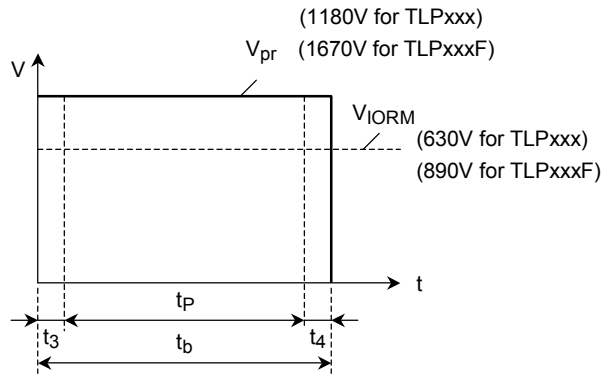 (1180V for TLPxxx)
Vpr (1670V for TLPxxxF)
V
VIORM
(630V for TLPxxx)
(890V for TLPxxxF)
t
tP
t3
t4
tb